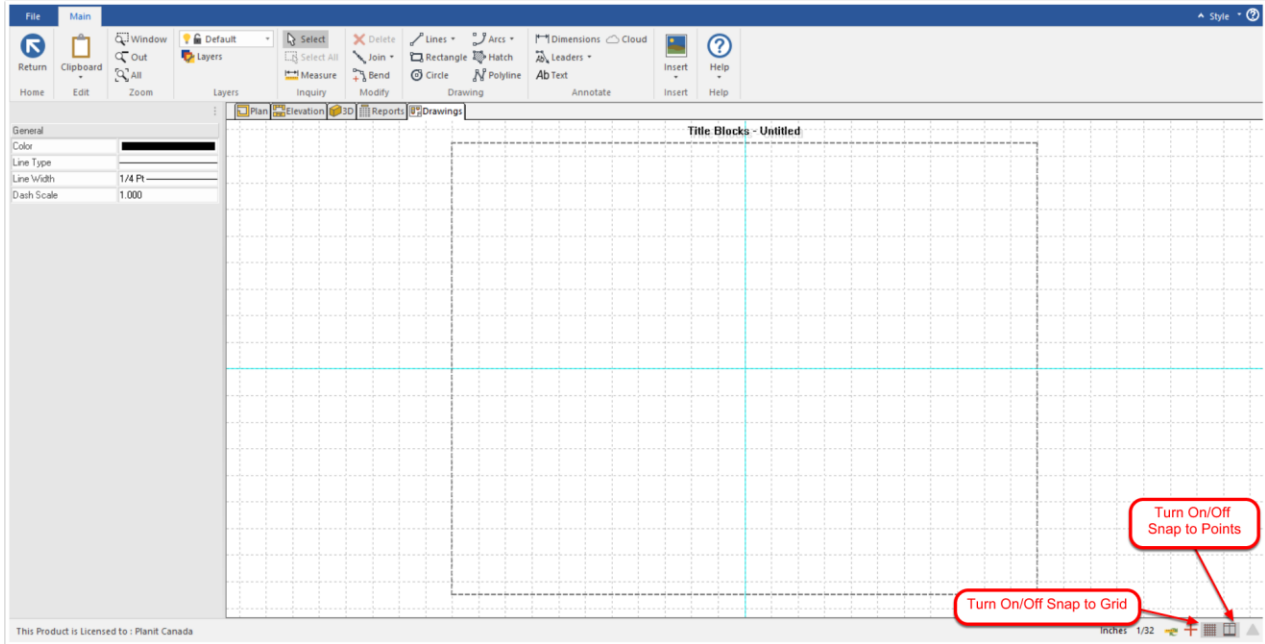 File Main Style
Window Default Select Delete Lines Arcs Dimensions Cloud
Return Clipboard Out Layers Select All Join Rectangle Hatch Leaders Insert Help
All Measure Bend Circle Polyline Ab Text
Home Edit Zoom Layers Inquiry Modify Drawing Annotate Insert Help
Plan Elevation 3D Reports Drawings
General
Title Blocks - Untitled
Color
Line Type
Line Width 1/4 Pt
Dash Scale 1.000
Turn On/Off
Snap to Points
Turn On/Off Snap to Grid
This Product is Licensed to : Planit Canada
Inches 1/32